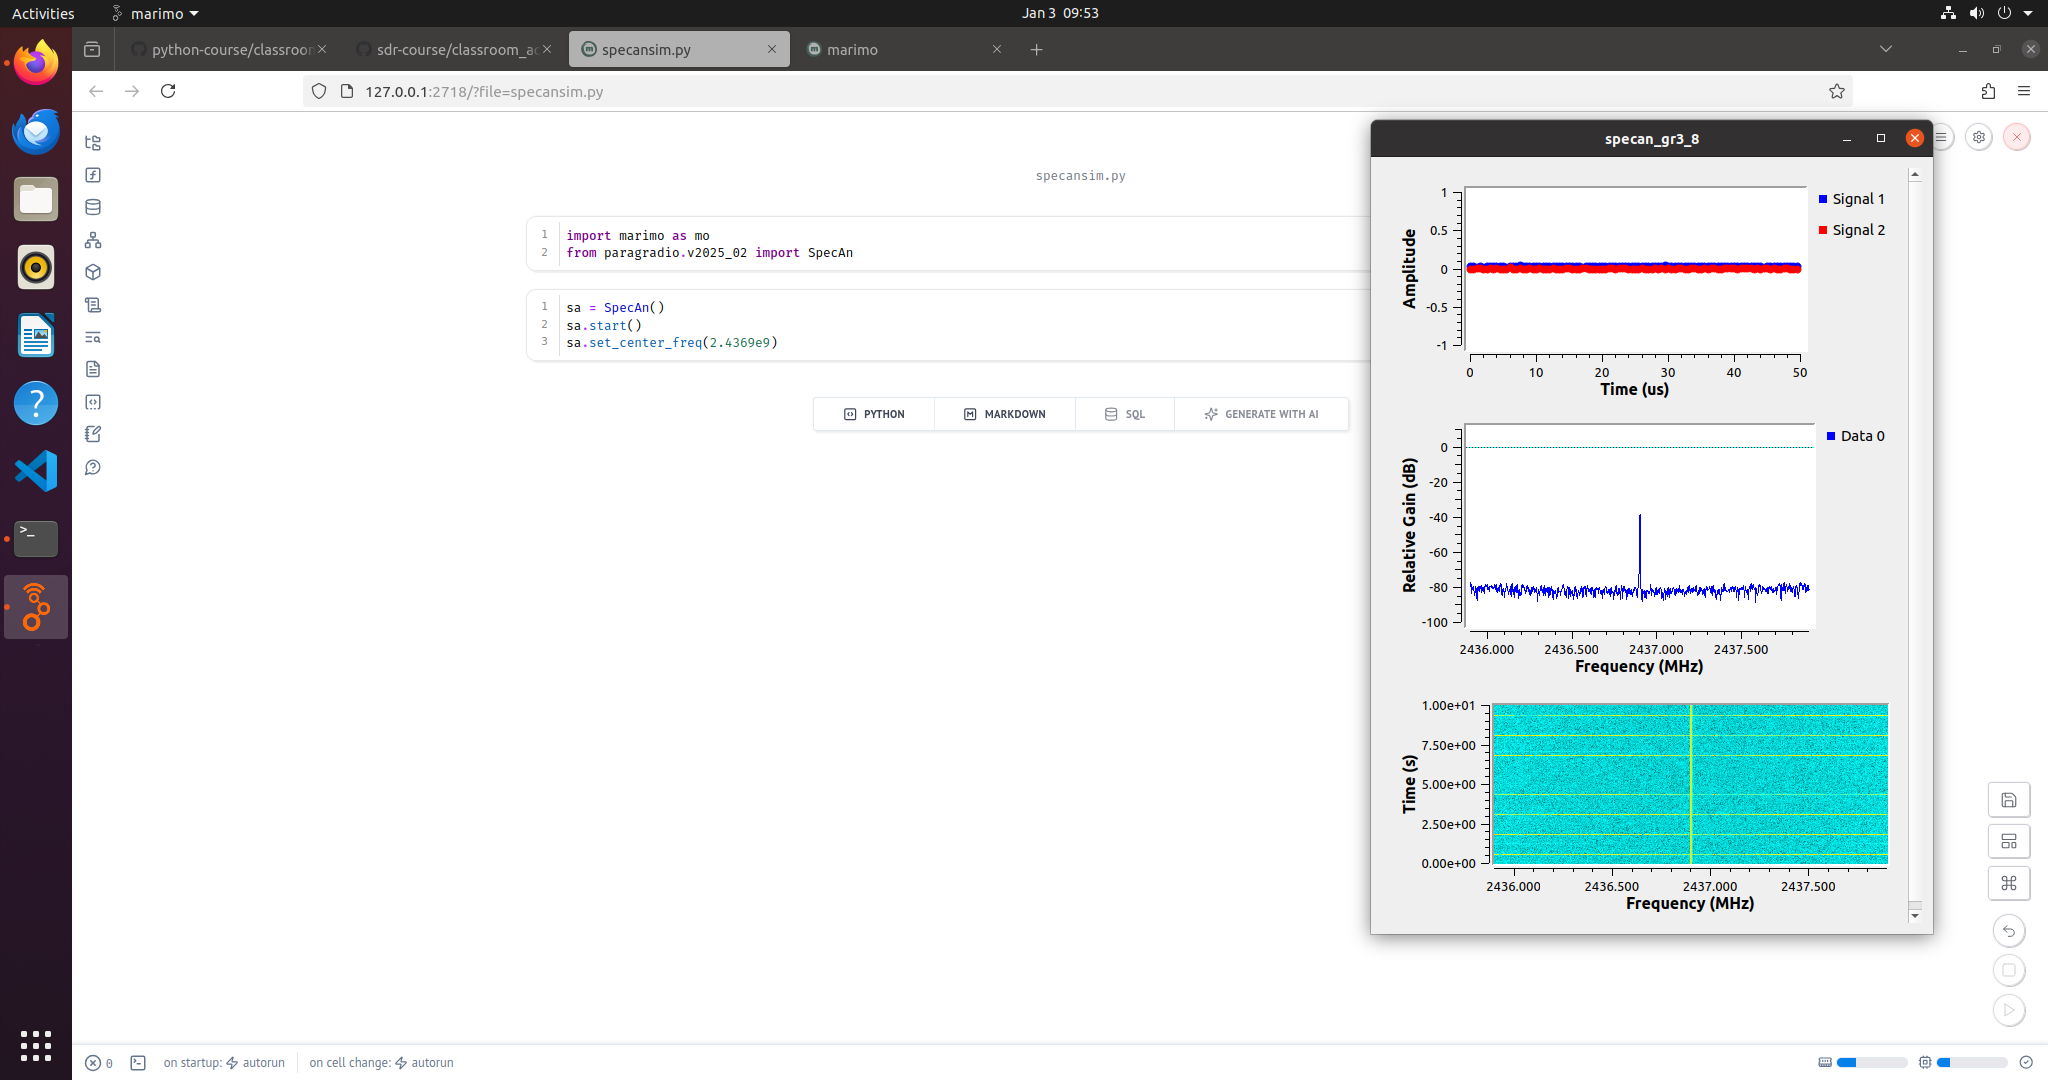 Activities
marimo
Jan 3 09:53
python-course/classroor
sdr-course/classroom_a
specansim.py
marimo
127.0.0.1:2718/?file=specansim.py
specansim.py
1 import marimo as mo
2 from paragradio.v2025_02 import SpecAn
1 sa = SpecAn()
2 sa.start()
3 sa.set_center_freq(2.4369e9)
PYTHON
MARKDOWN
SQL
GENERATE WITH AI
specan_gr3_8
Amplitude
1
0.5
0
-0.5
-1
0 10 20 30 40 50
Time (us)
Signal 1
Signal 2
Relative Gain (dB)
0
-20
-40
-60
-80
-100
2436.000 2436.500 2437.000 2437.500
Frequency (MHz)
Data 0
Time (s)
1.00e+01
7.50e+00
5.00e+00
2.50e+00
0.00e+00
2436.000 2436.500 2437.000 2437.500
Frequency (MHz)
0
on startup: autorun
on cell change: autorun